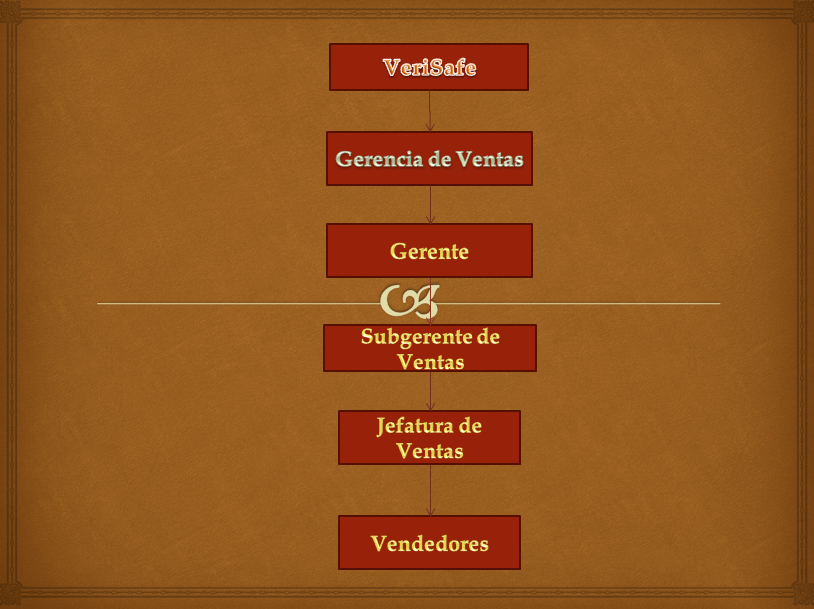 VeriSafe
Gerencia de Ventas
Gerente
Subgerente de
Ventas
Jefatura de
Ventas
Vendedores